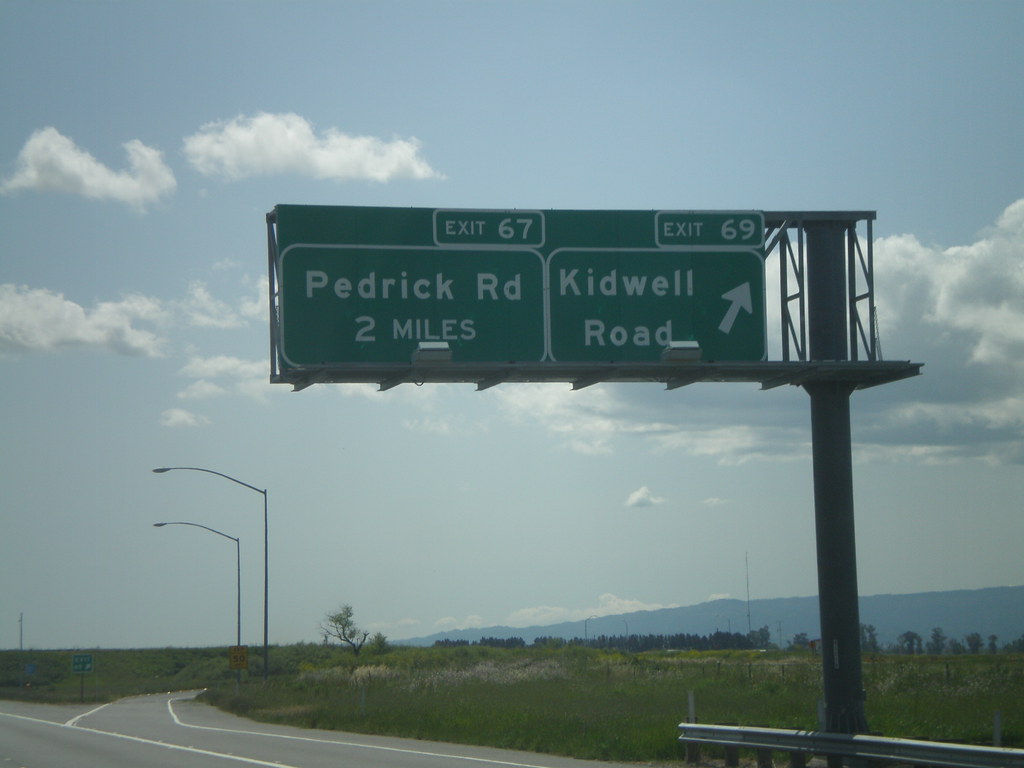 EXIT 67
Pedrick Rd
2 MILES
EXIT 69
Kidwell
Road